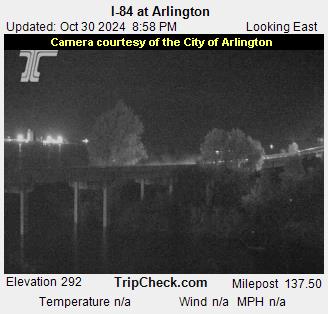 I-84 at Arlington
Updated: Oct 30 2024 8:58 PM Looking East
Camera courtesy of the City of Arlington
Elevation 292 TripCheck.com Milepost 137.50
Temperature n/a Wind n/a MPH n/a